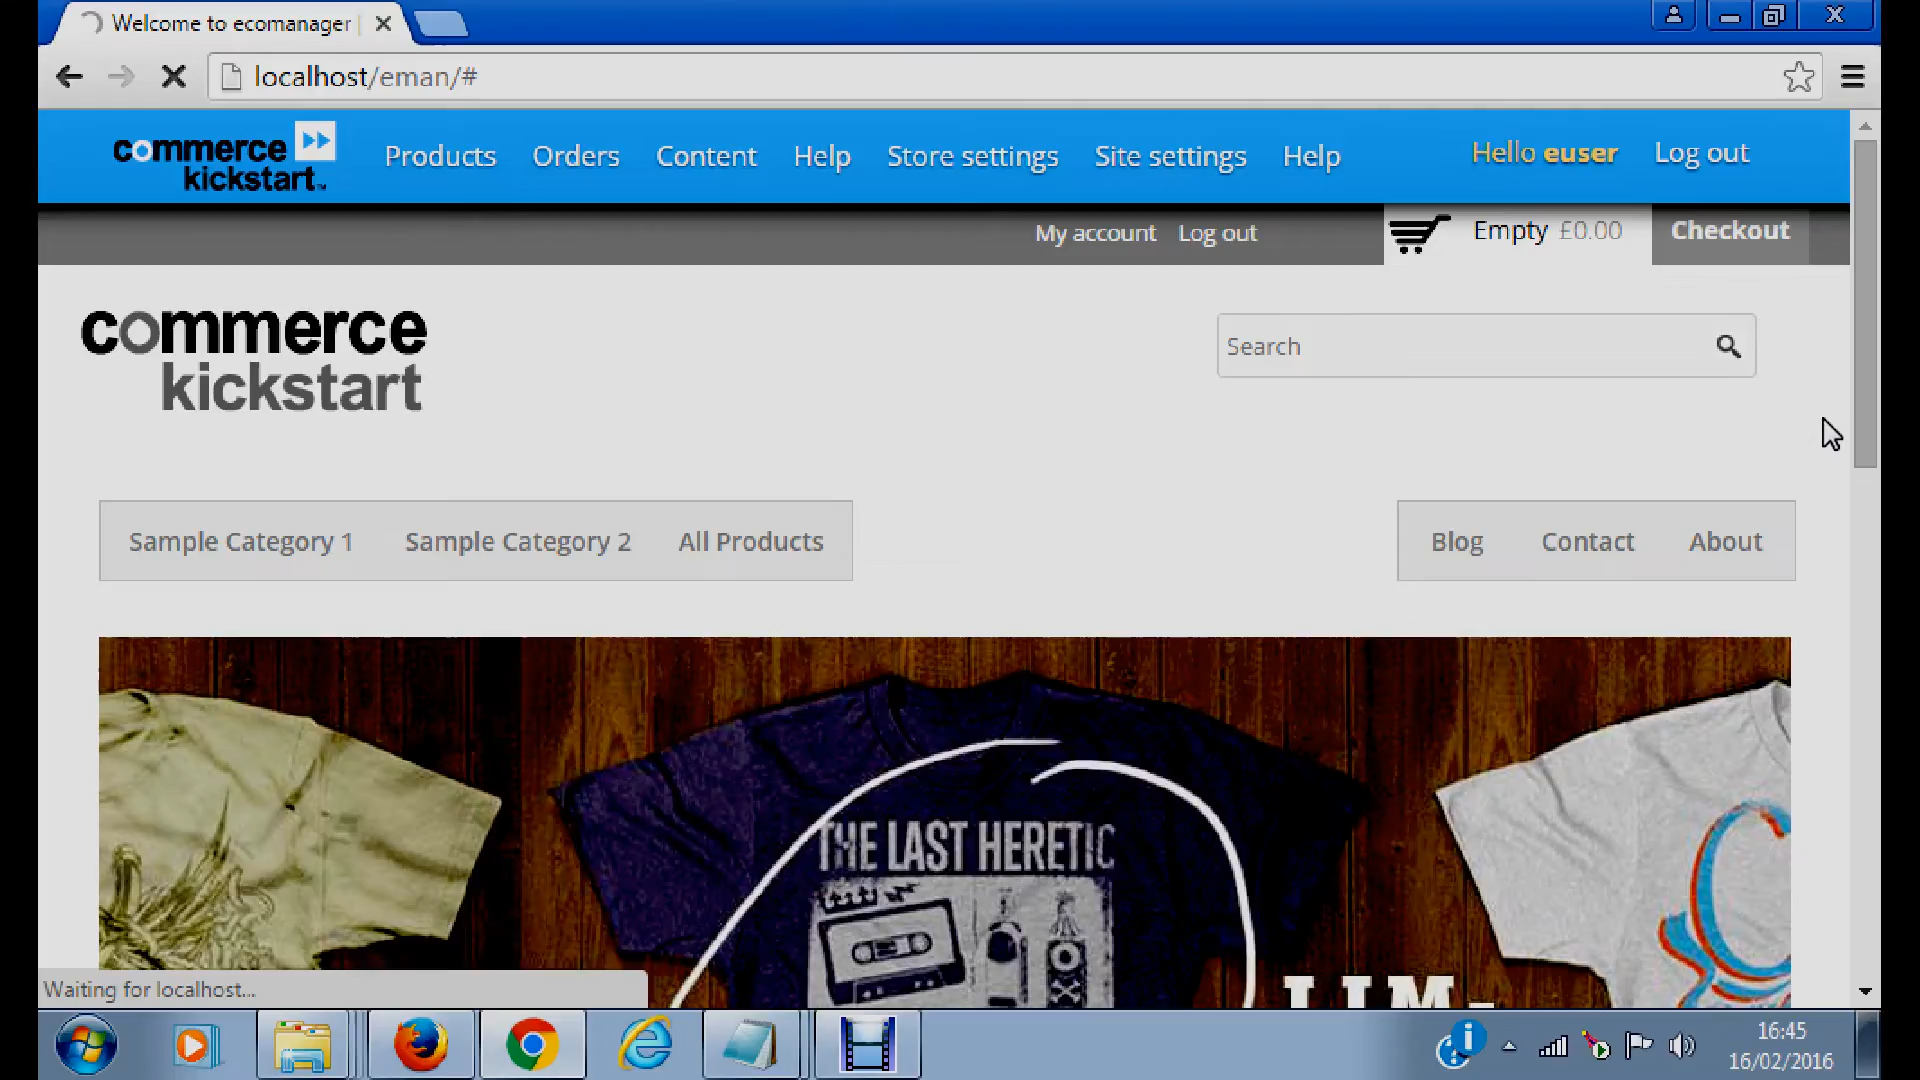 Welcome to ecomanager |
localhost/eman/#
commerce kickstart
Products Orders Content Help Store settings Site settings Help Hello euser Log out
My account Log out Empty £0.00 Checkout
commerce
kickstart
Search
Sample Category 1 Sample Category 2 All Products Blog Contact About
THE LAST HERETIC
LIM-
Waiting for localhost...
16:45
16/02/2016